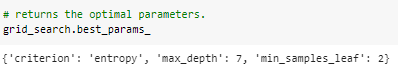 # returns the optimal parameters.
grid_search.best_params_
{'criterion': 'entropy', 'max_depth': 7, 'min_samples_leaf': 2}